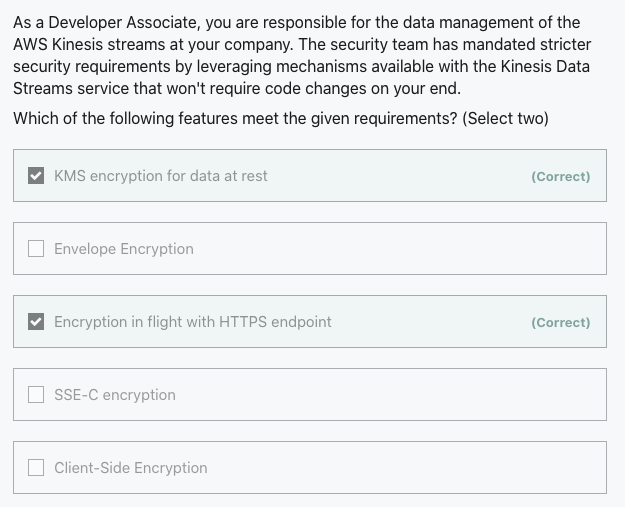 As a Developer Associate, you are responsible for the data management of the
AWS Kinesis streams at your company. The security team has mandated stricter
security requirements by leveraging mechanisms available with the Kinesis Data
Streams service that won't require code changes on your end.
Which of the following features meet the given requirements? (Select two)
KMS encryption for data at rest (Correct)
Envelope Encryption
Encryption in flight with HTTPS endpoint (Correct)
SSE-C encryption
Client-Side Encryption